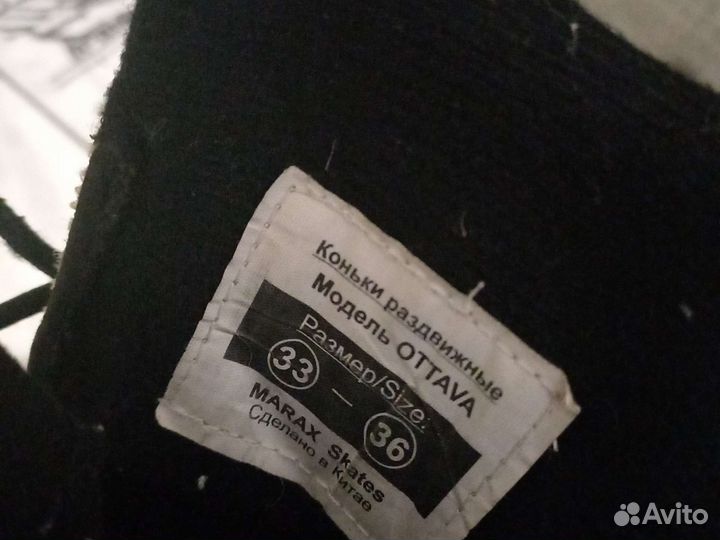 Коньки раздвижные
Модель OTTAVA
Размер/Size:
33 – 36
MARAX Skates
Сделано в Китае
Avito